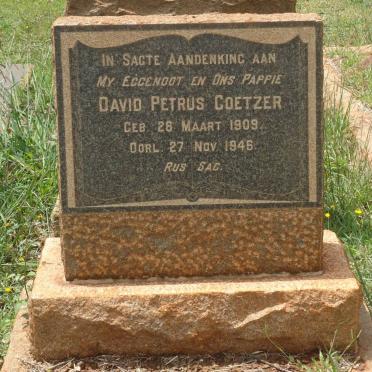 IN SAGTE AANDENKING AAN
MY EGGENOOT EN ONS PAPPIE
DAVID PETRUS COETZER
GEB. 26 MAART 1909.
OORL. 27 NOV. 1946.
RUS SAG.